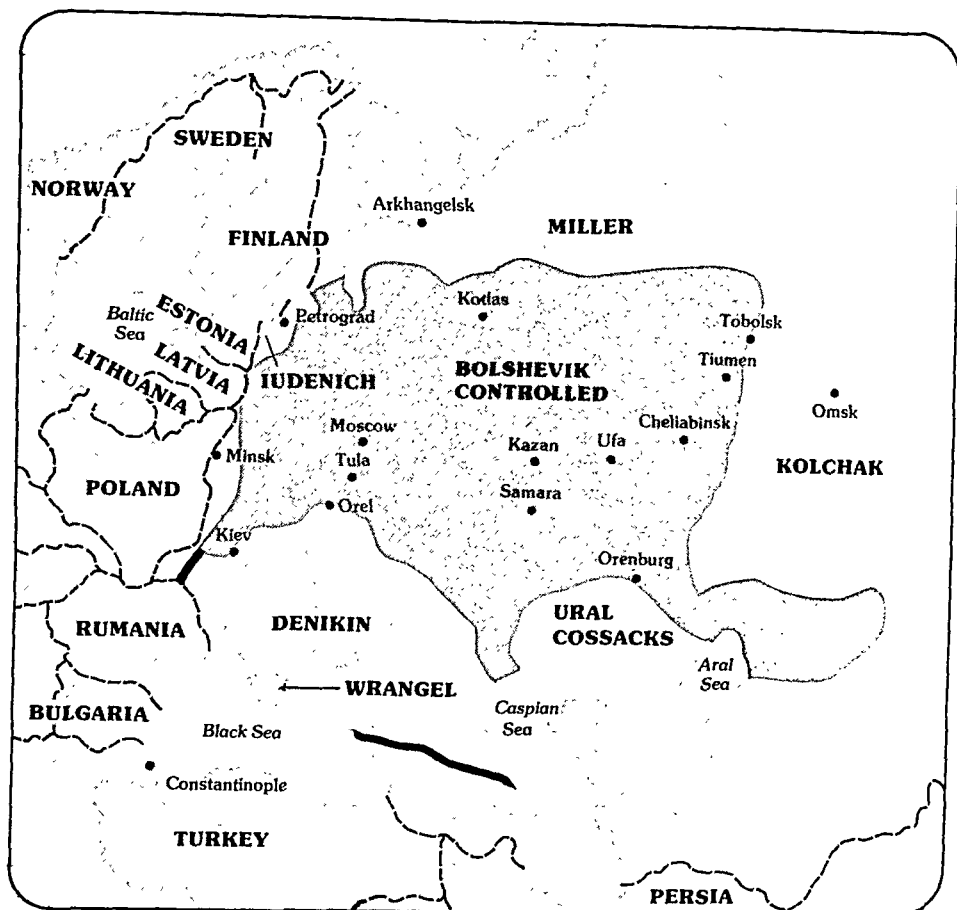 SWEDEN
NORWAY
Arkhangelsk
MILLER
FINLAND
Kotlas
Baltic
Sea
ESTONIA
Petrograd
Tobolsk
LATVIA
Tiumen
LITHUANIA
IUDENICH
BOLSHEVIK
CONTROLLED
Omsk
Moscow
Cheliabinsk
Kazan
Ufa
Minsk
Tula
KOLCHAK
POLAND
Samara
Orel
Kiev
Orenburg
RUMANIA
DENIKIN
URAL
COSSACKS
Aral
Sea
WRANGEL
BULGARIA
Caspian
Sea
Black Sea
Constantinople
TURKEY
PERSIA